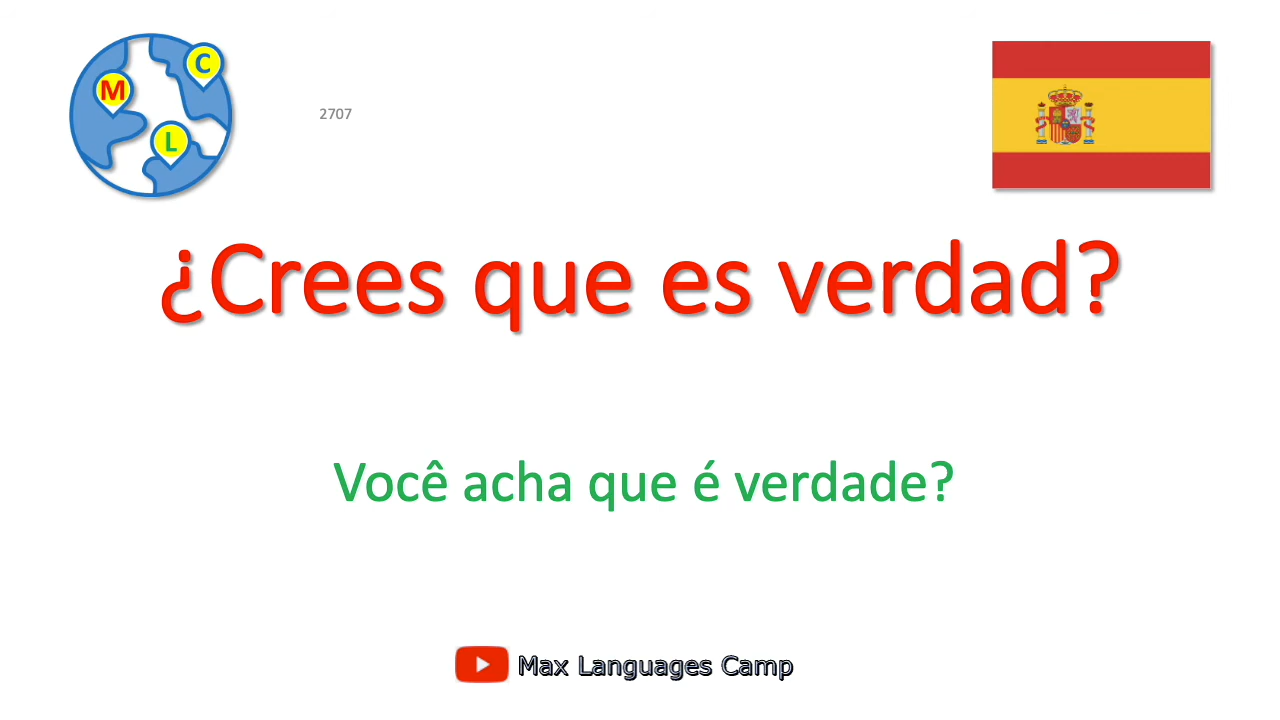 C
M
L
2707
¿Crees que es verdad?
Você acha que é verdade?
Max Languages Camp